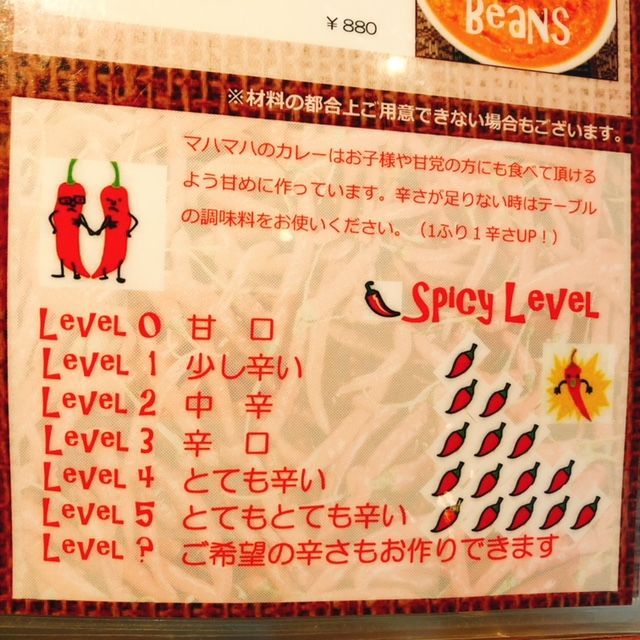 BeANS
￥880
※材料の都合上ご用意できない場合もございます。
マハマハのカレーはお子様や甘党の方にも食べて頂ける
よう甘めに作っています。辛さが足りない時はテーブル
の調味料をお使いください。（1ふり１辛さUP！）
Spicy Level
Level 0 甘 口
Level 1 少し辛い
Level 2 中 辛
Level 3 辛 口
Level 4 とても辛い
Level 5 とてもとても辛い
Level ? ご希望の辛さもお作りできます